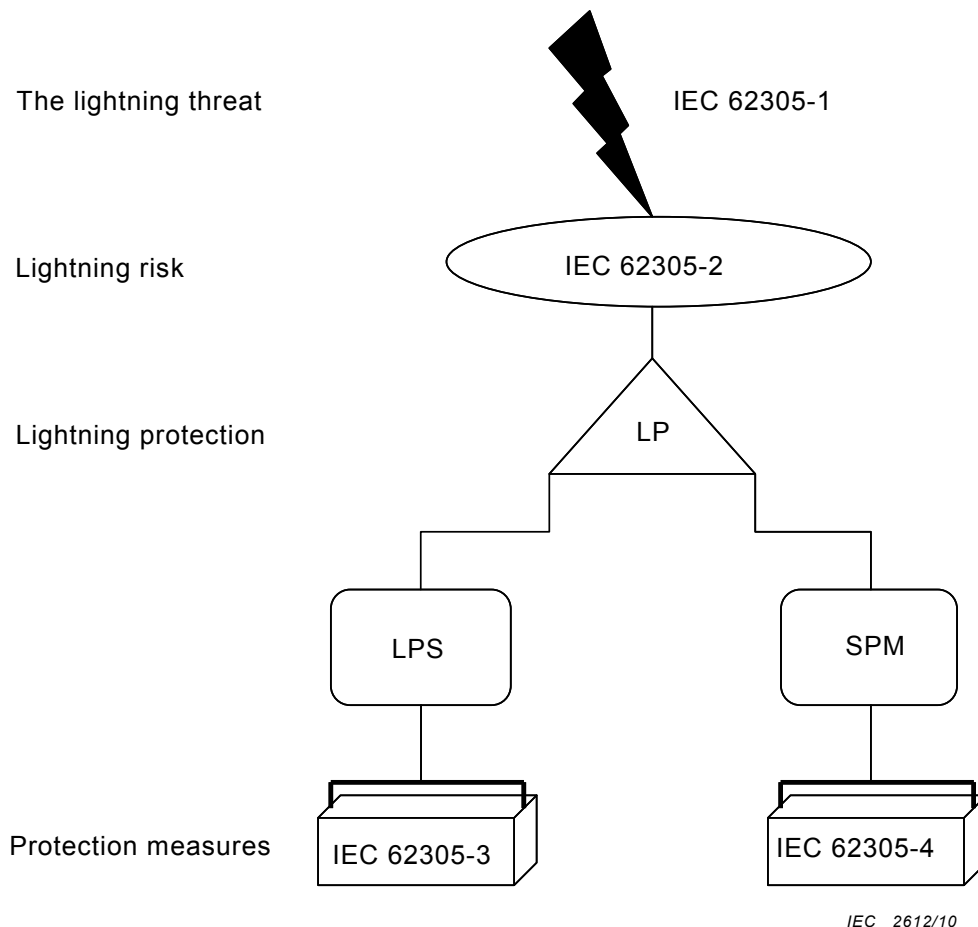 The lightning threat
IEC 62305-1
Lightning risk
IEC 62305-2
Lightning protection
LP
LPS
SPM
Protection measures
IEC 62305-3
IEC 62305-4
IEC 2612/10